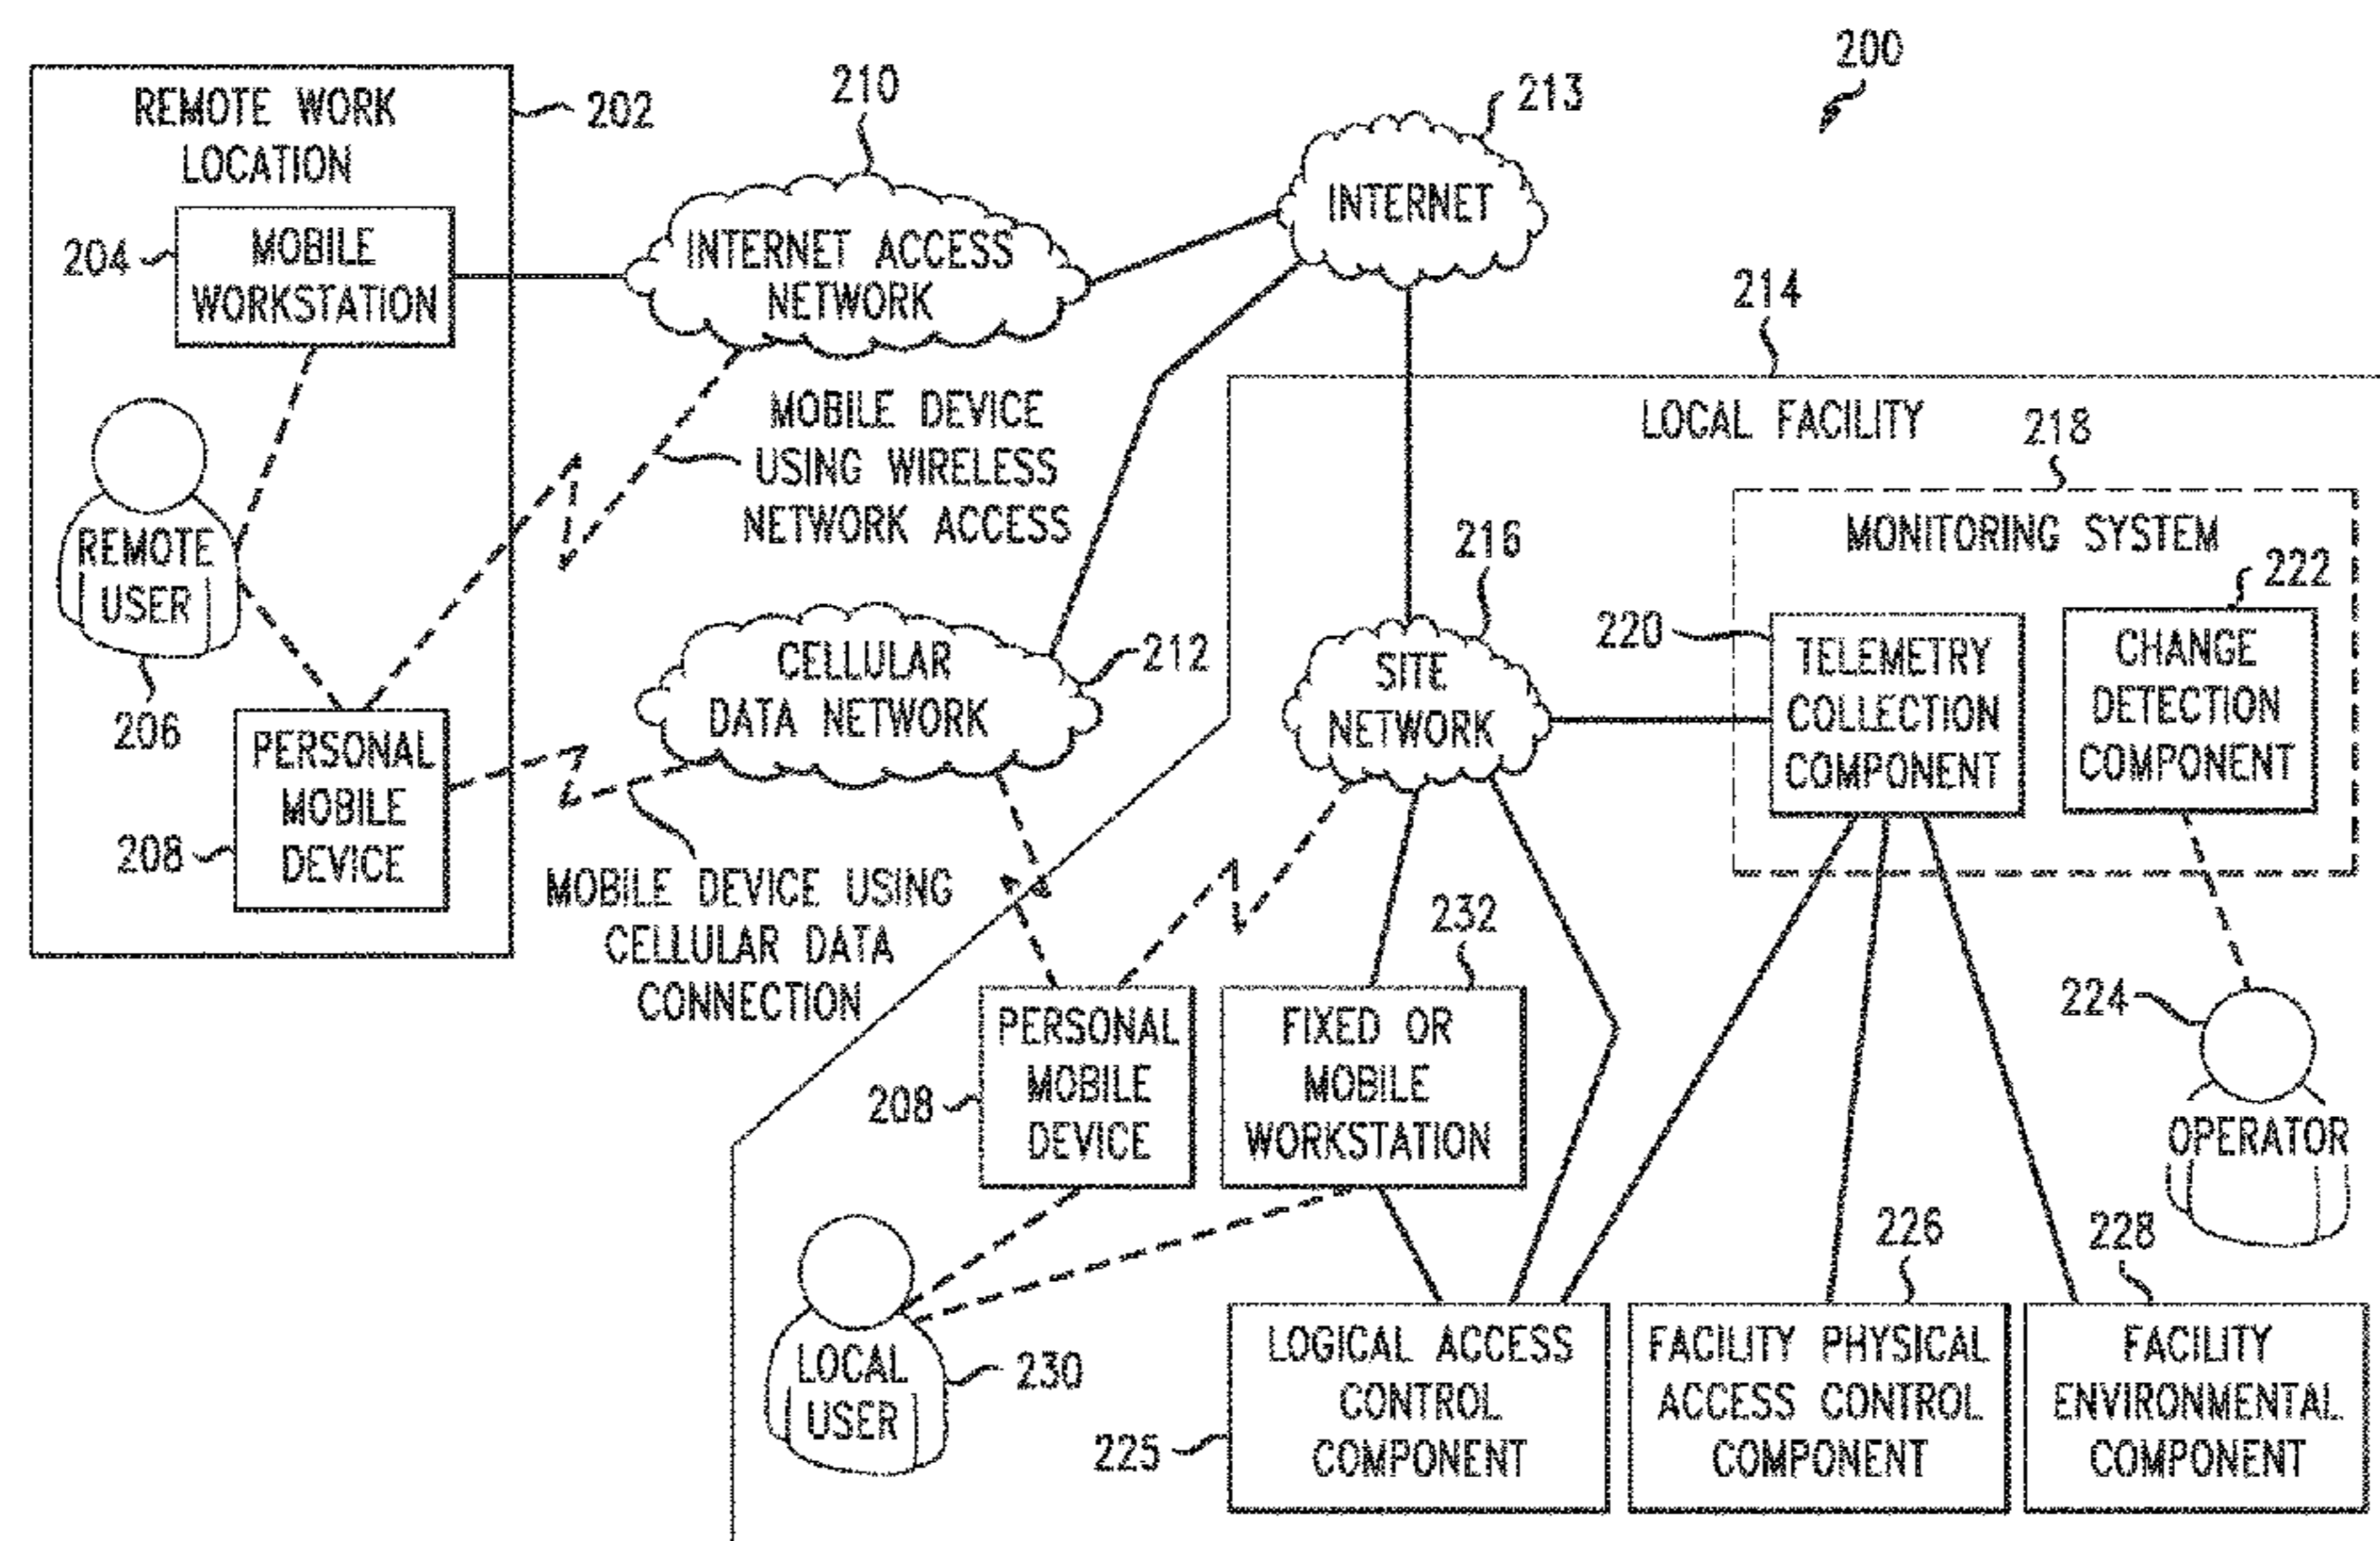 200
REMOTE WORK
LOCATION
202
204
MOBILE
WORKSTATION
REMOTE
USER
206
PERSONAL
MOBILE
DEVICE
208
210
INTERNET ACCESS
NETWORK
213
INTERNET
MOBILE DEVICE
USING WIRELESS
NETWORK ACCESS
CELLULAR
DATA NETWORK
212
MOBILE DEVICE USING
CELLULAR DATA
CONNECTION
214
LOCAL FACILITY
216
SITE
NETWORK
218
MONITORING SYSTEM
220
TELEMETRY
COLLECTION
COMPONENT
222
CHANGE
DETECTION
COMPONENT
224
OPERATOR
208
PERSONAL
MOBILE
DEVICE
232
FIXED OR
MOBILE
WORKSTATION
LOCAL
USER
230
225
LOGICAL ACCESS
CONTROL
COMPONENT
226
FACILITY PHYSICAL
ACCESS CONTROL
COMPONENT
228
FACILITY
ENVIRONMENTAL
COMPONENT